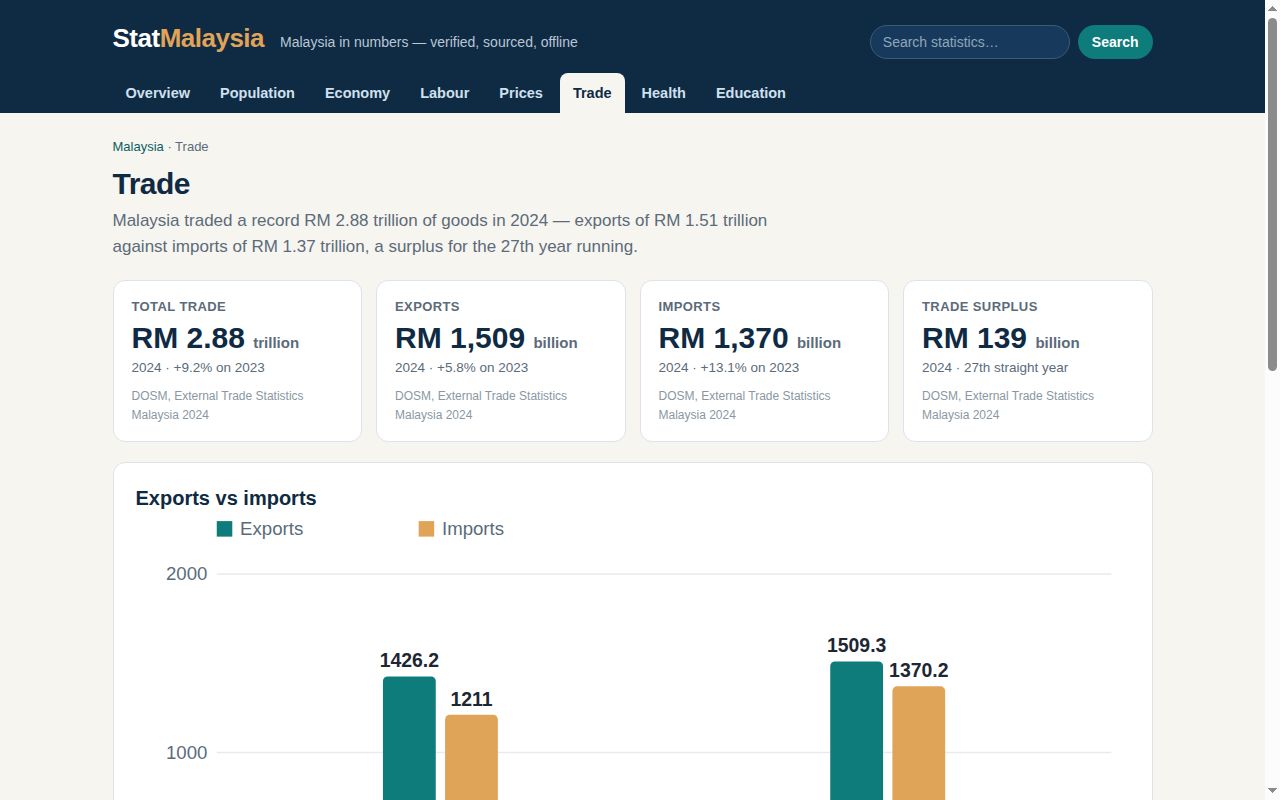 StatMalaysia Malaysia in numbers — verified, sourced, offline
Search statistics… Search
Overview Population Economy Labour Prices Trade Health Education
Malaysia · Trade
Trade
Malaysia traded a record RM 2.88 trillion of goods in 2024 — exports of RM 1.51 trillion
against imports of RM 1.37 trillion, a surplus for the 27th year running.
TOTAL TRADE
RM 2.88 trillion
2024 · +9.2% on 2023
DOSM, External Trade Statistics
Malaysia 2024
EXPORTS
RM 1,509 billion
2024 · +5.8% on 2023
DOSM, External Trade Statistics
Malaysia 2024
IMPORTS
RM 1,370 billion
2024 · +13.1% on 2023
DOSM, External Trade Statistics
Malaysia 2024
TRADE SURPLUS
RM 139 billion
2024 · 27th straight year
DOSM, External Trade Statistics
Malaysia 2024
Exports vs imports
Exports Imports
2000
1426.2
1211
1509.3
1370.2
1000